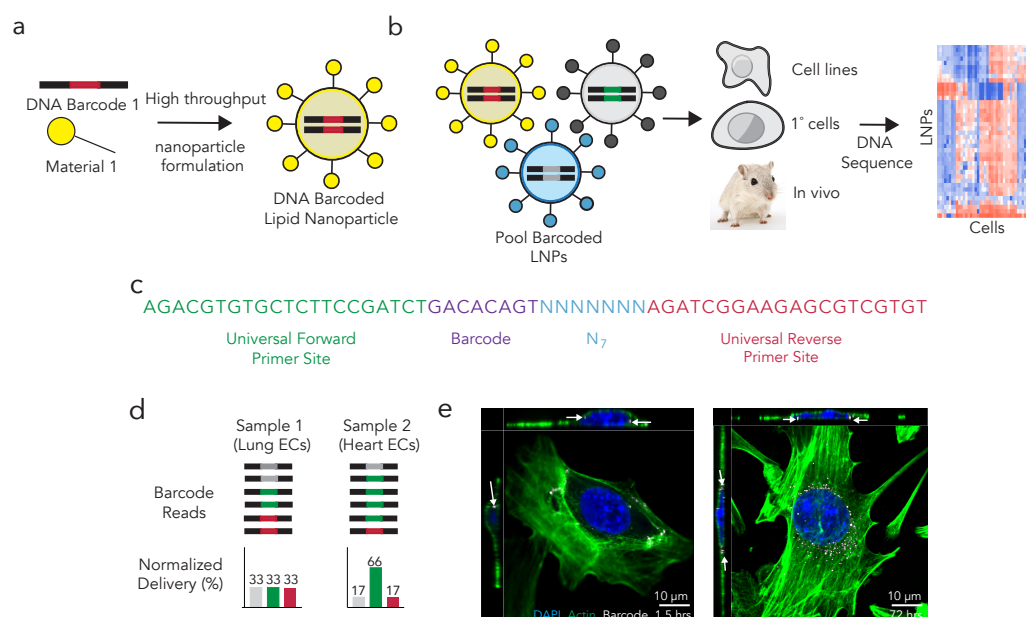 a
DNA Barcode 1
Material 1
High throughput
nanoparticle
formulation
DNA Barcoded
Lipid Nanoparticle
b
Pool Barcoded
LNPs
Cell lines
1° cells
In vivo
DNA
Sequence
LNPs
Cells
c
AGACGTGTGCTCTTCCGATCTGACACAGTNNNNNNNAGATCGGAAGAGCGTCGTGT
Universal Forward
Primer Site
Barcode
N7
Universal Reverse
Primer Site
d
Sample 1
(Lung ECs)
Sample 2
(Heart ECs)
Barcode
Reads
Normalized
Delivery (%)
33 33 33
17 66 17
e
10 µm
DAPI Actin Barcode 1.5 hrs
10 µm
72 hrs